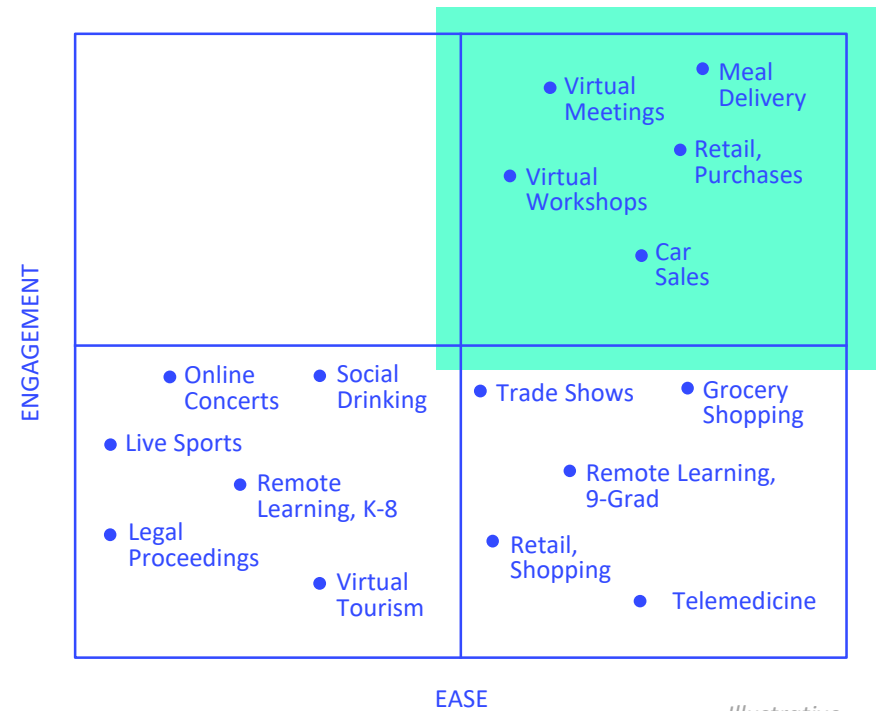 Virtual
Meetings
Meal
Delivery
Retail,
Purchases
Virtual
Workshops
Car
Sales
ENGAGEMENT
Online
Concerts
Social
Drinking
Trade Shows
Grocery
Shopping
Live Sports
Remote
Learning, K-8
Remote Learning,
9-Grad
Legal
Proceedings
Retail,
Shopping
Virtual
Tourism
Telemedicine
EASE